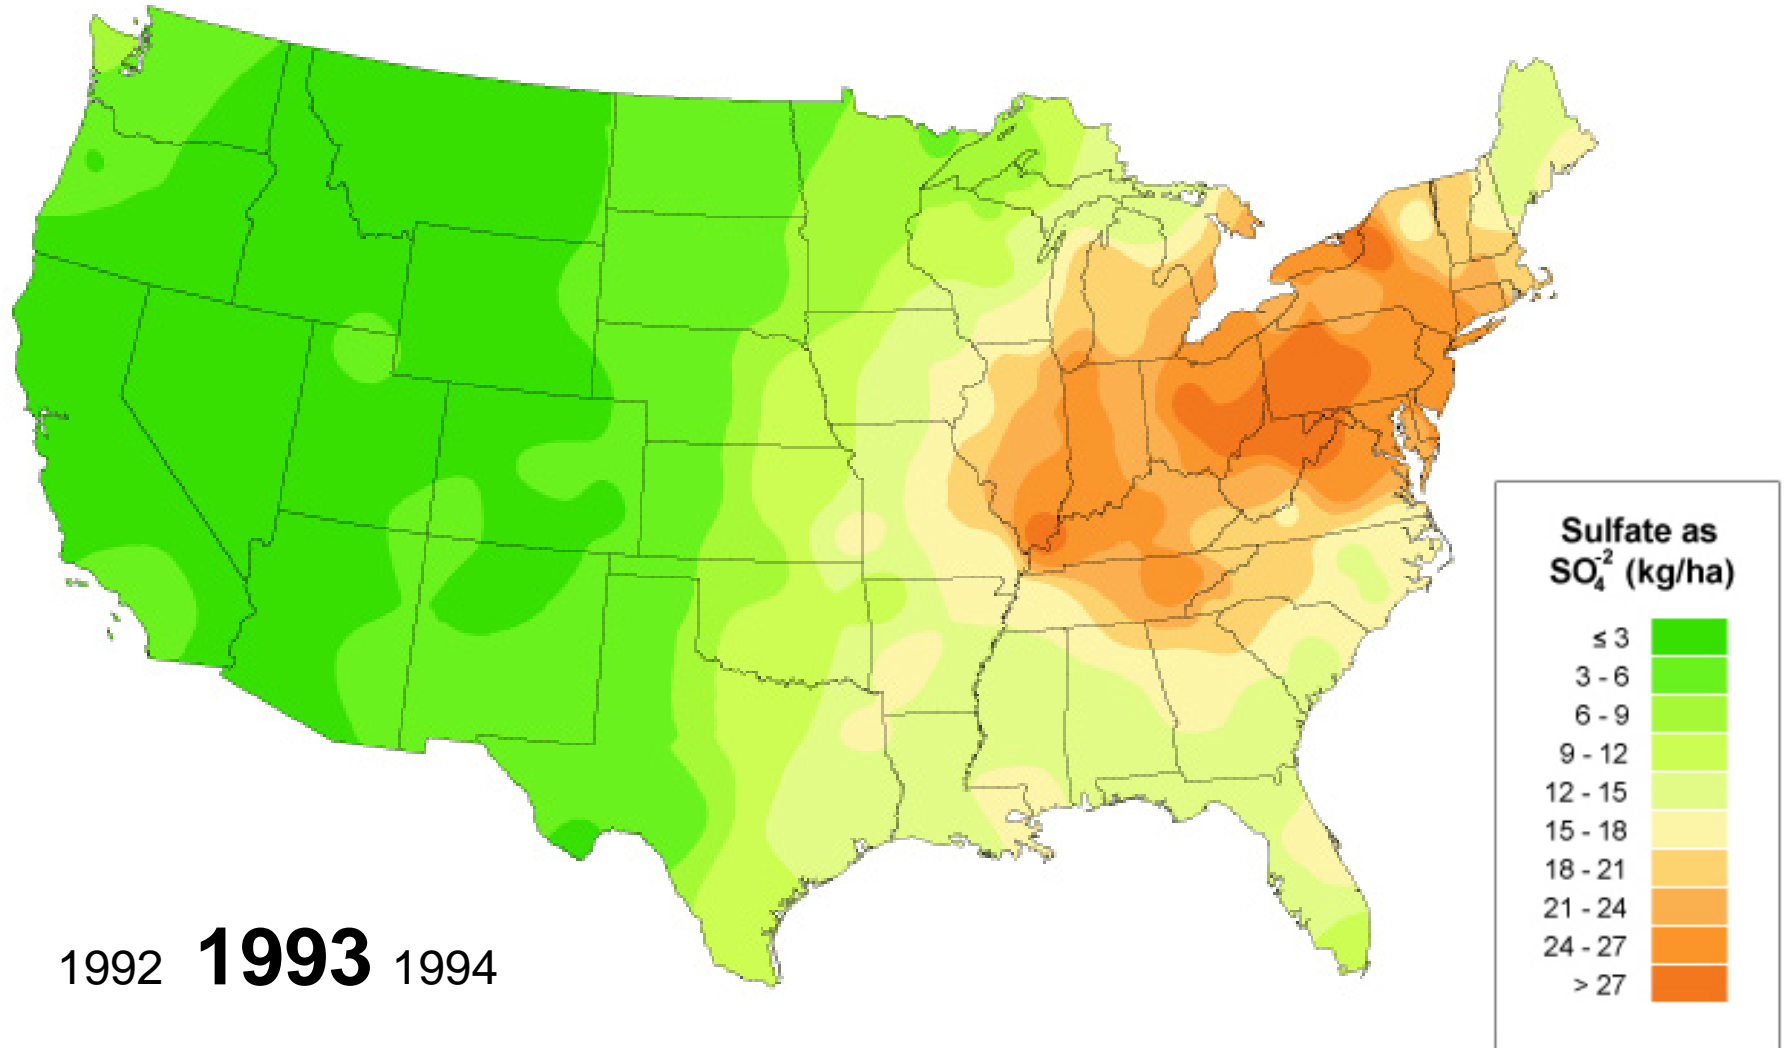 Sulfate as
SO₄⁻² (kg/ha)
≤ 3
3 - 6
6 - 9
9 - 12
12 - 15
15 - 18
18 - 21
21 - 24
24 - 27
> 27
1992 1993 1994